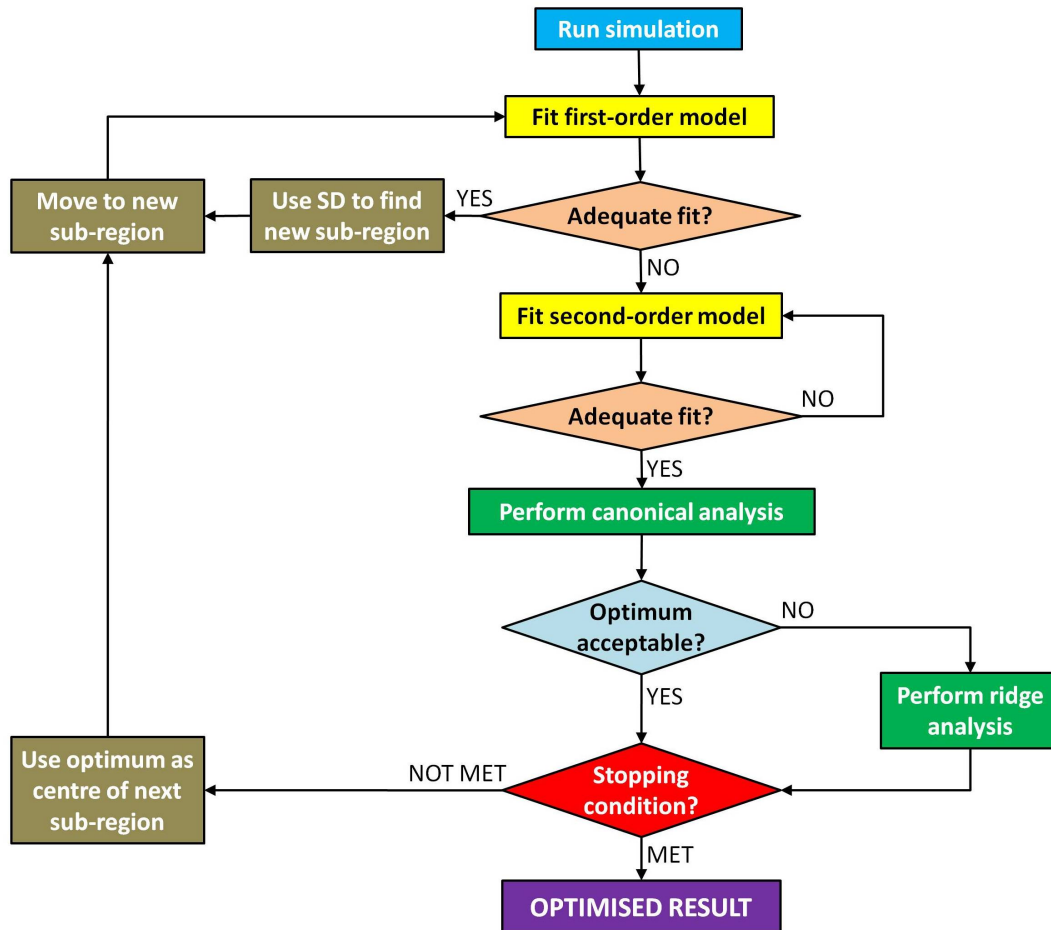 Run simulation
Fit first-order model
Move to new
sub-region
Use SD to find
new sub-region
YES
Adequate fit?
NO
Fit second-order model
Adequate fit?
NO
YES
Perform canonical analysis
Optimum
acceptable?
NO
YES
Perform ridge
analysis
Use optimum as
centre of next
sub-region
NOT MET
Stopping
condition?
MET
OPTIMISED RESULT